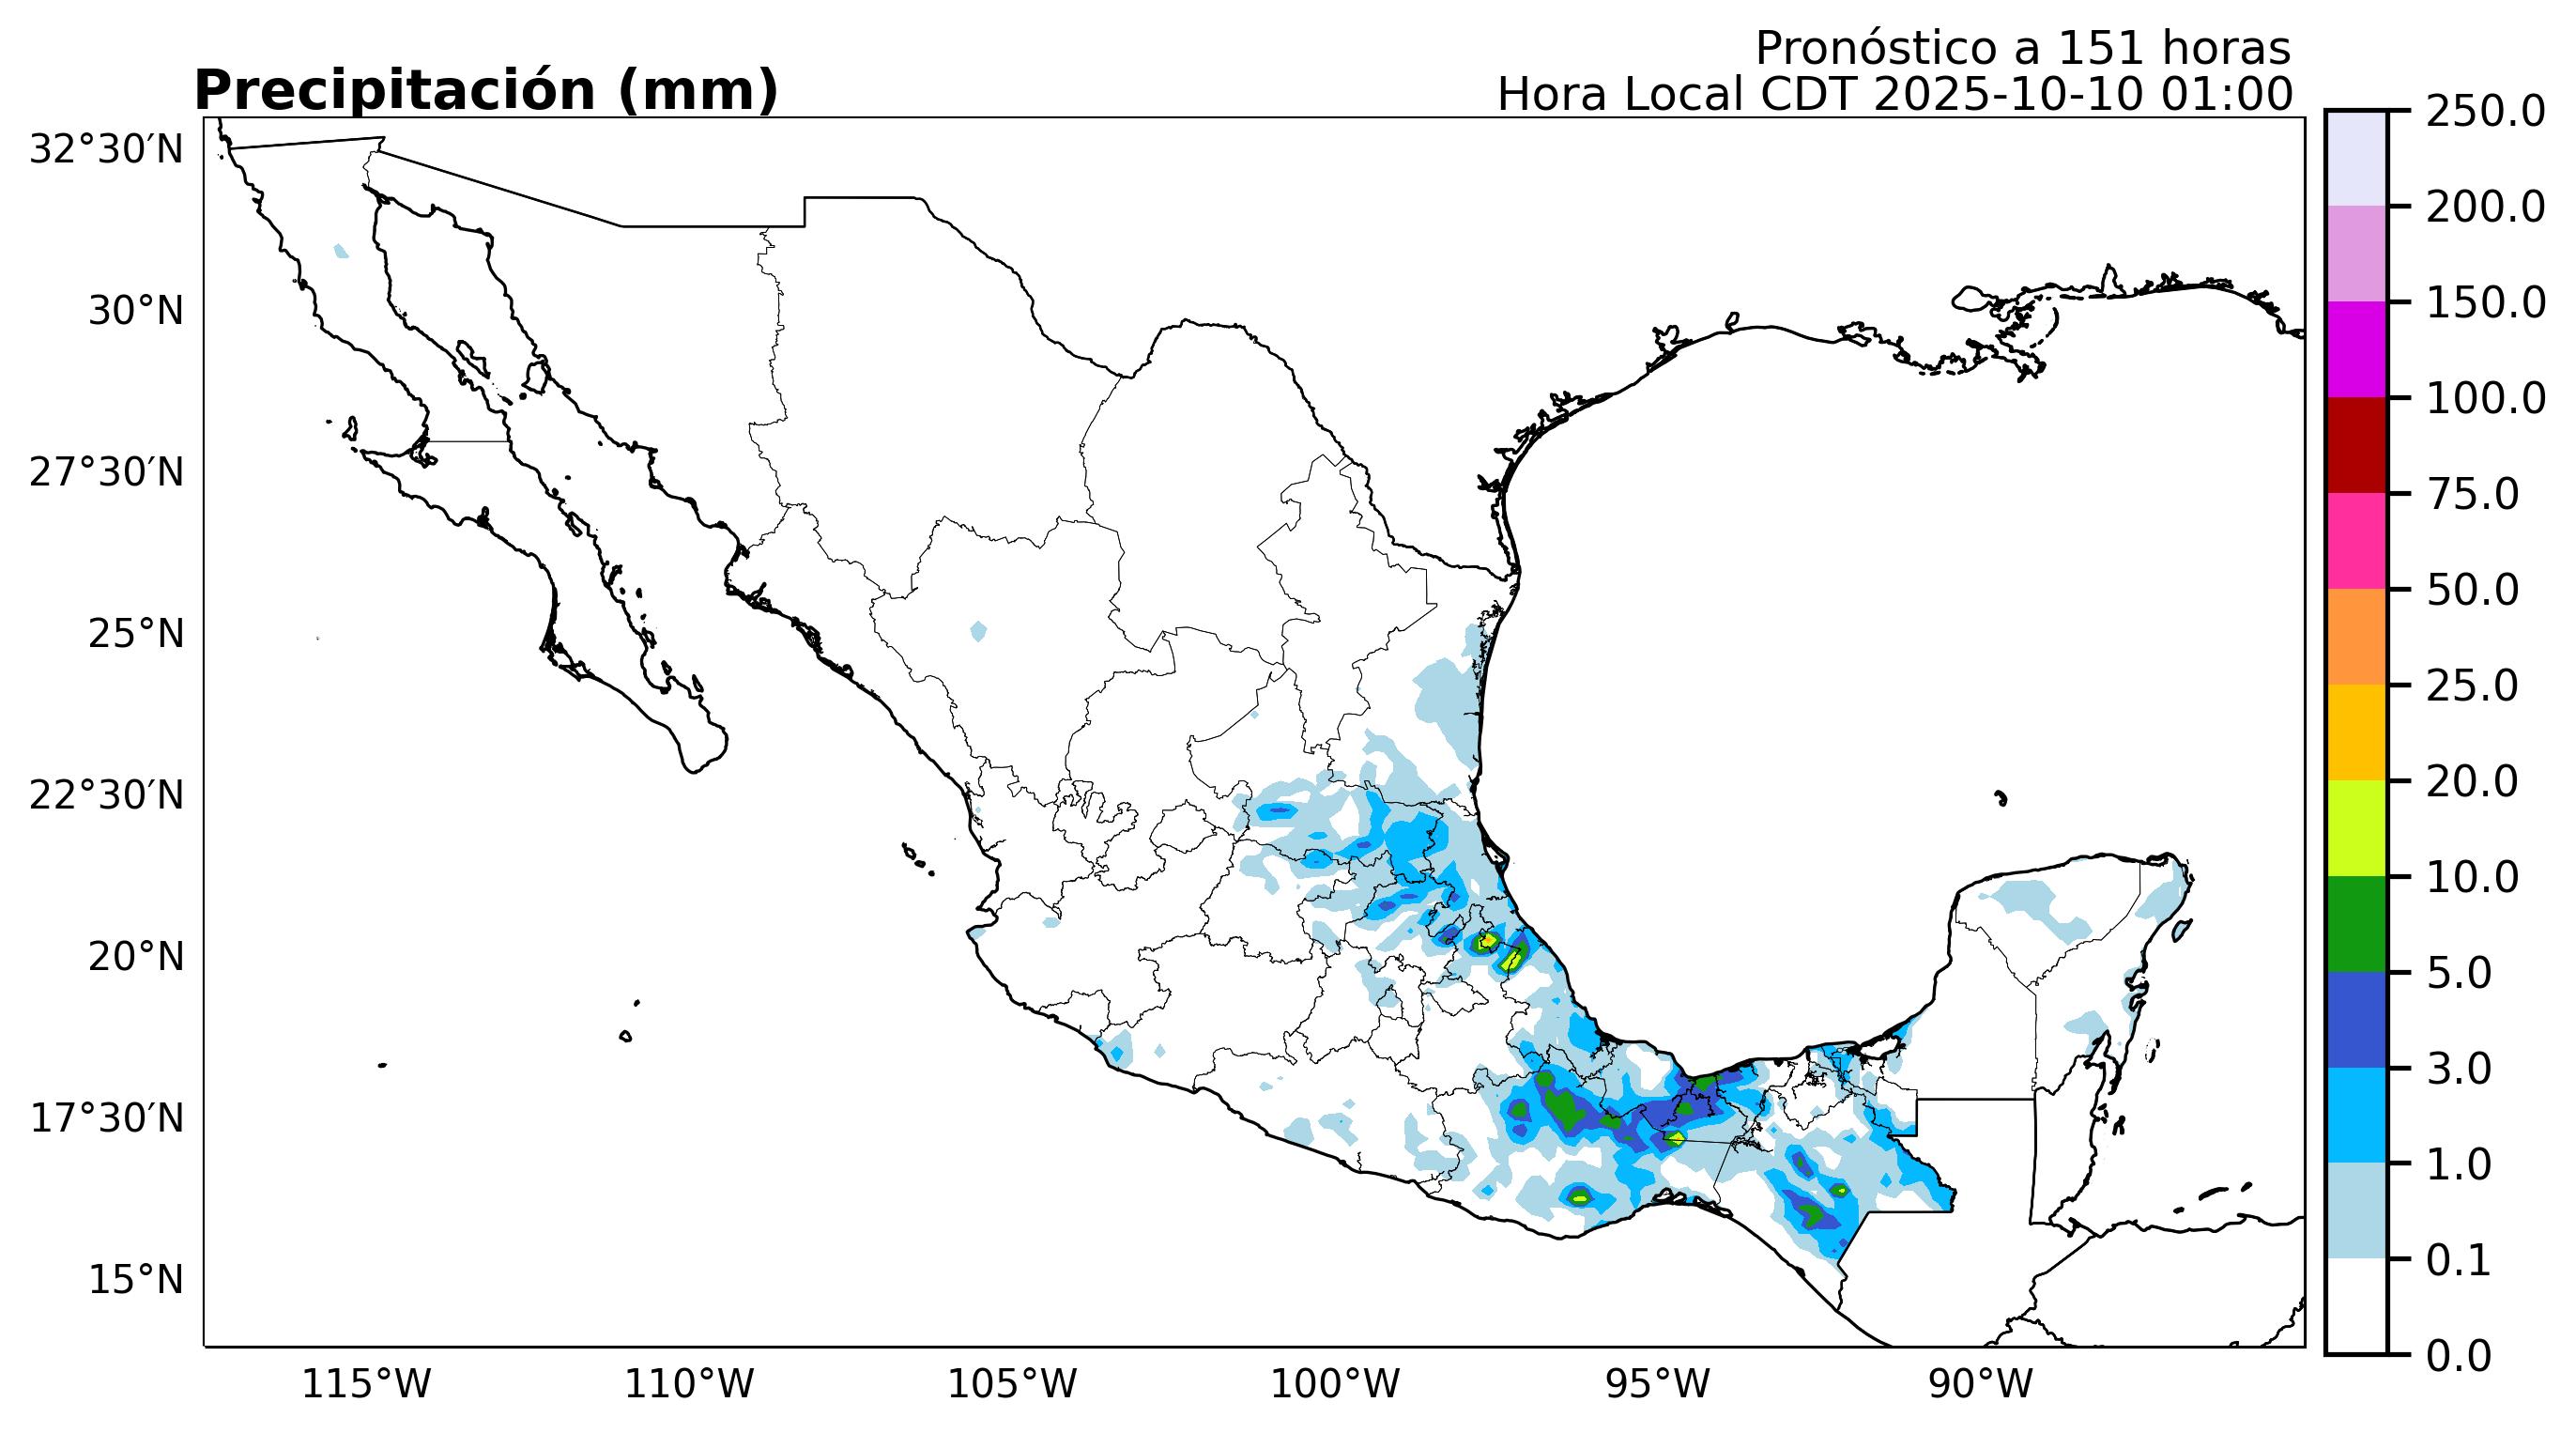 Pronóstico a 151 horas
Precipitación (mm)
Hora Local CDT 2025-10-10 01:00
32°30′N
30°N
27°30′N
25°N
22°30′N
20°N
17°30′N
15°N
115°W
110°W
105°W
100°W
95°W
90°W
250.0
200.0
150.0
100.0
75.0
50.0
25.0
20.0
10.0
5.0
3.0
1.0
0.1
0.0